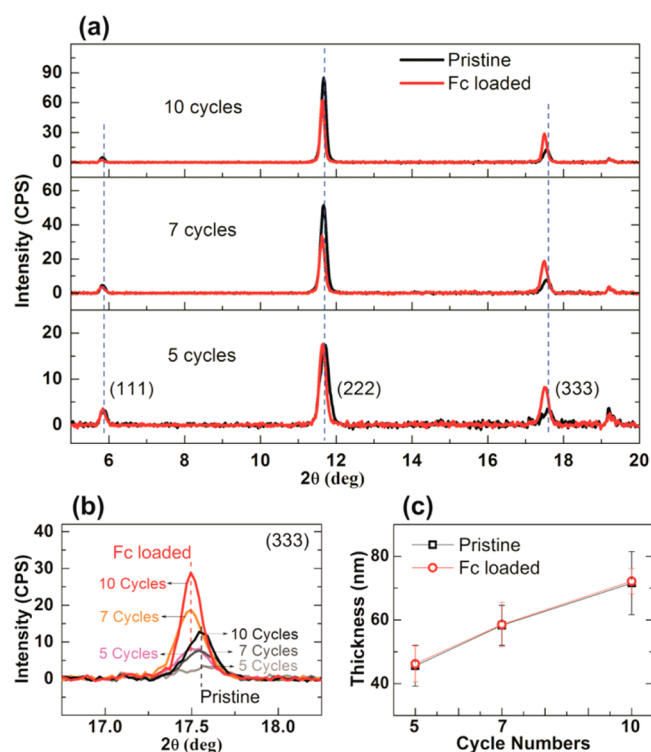 (a)
Pristine
Fc loaded
90
60
30
0
10 cycles
60
40
20
0
7 cycles
20
10
0
5 cycles
(111)
(222)
(333)
Intensity (CPS)
6 8 10 12 14 16 18 20
2θ (deg)
(b)
(333)
40
30
20
10
0
Fc loaded
10 Cycles
7 Cycles
5 Cycles
10 Cycles
7 Cycles
5 Cycles
Pristine
Intensity (CPS)
17.0 17.5 18.0
2θ (deg)
(c)
Pristine
Fc loaded
80
60
40
Thickness (nm)
5 7 10
Cycle Numbers